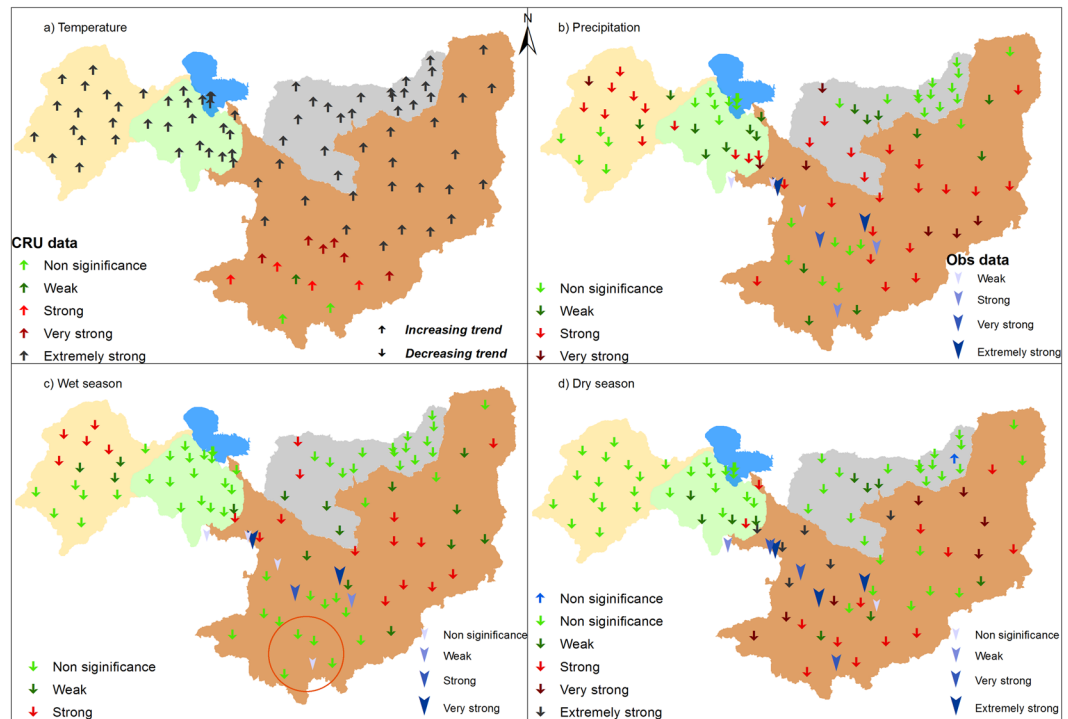 a) Temperature
N
CRU data
Non siginificance
Weak
Strong
Very strong
Extremely strong
Increasing trend
Decreasing trend
b) Precipitation
Non siginificance
Weak
Strong
Very strong
Obs data
Weak
Strong
Very strong
Extremely strong
c) Wet season
Non siginificance
Weak
Strong
Non siginificance
Weak
Strong
Very strong
d) Dry season
Non siginificance
Non siginificance
Weak
Strong
Very strong
Extremely strong
Non siginificance
Weak
Very strong
Extremely strong